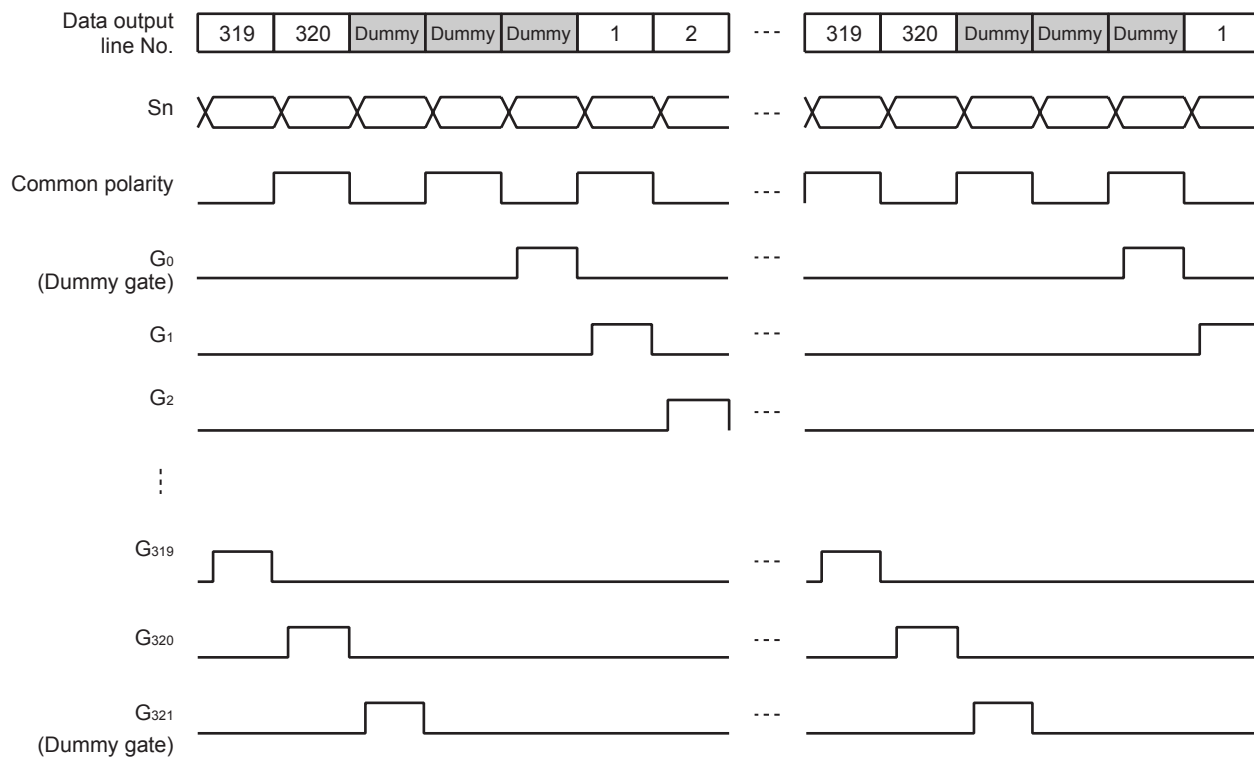 Data output
line No.
319 320 Dummy Dummy Dummy 1 2 --- 319 320 Dummy Dummy Dummy 1
Sn
Common polarity
G0
(Dummy gate)
G1
G2
G319
G320
G321
(Dummy gate)